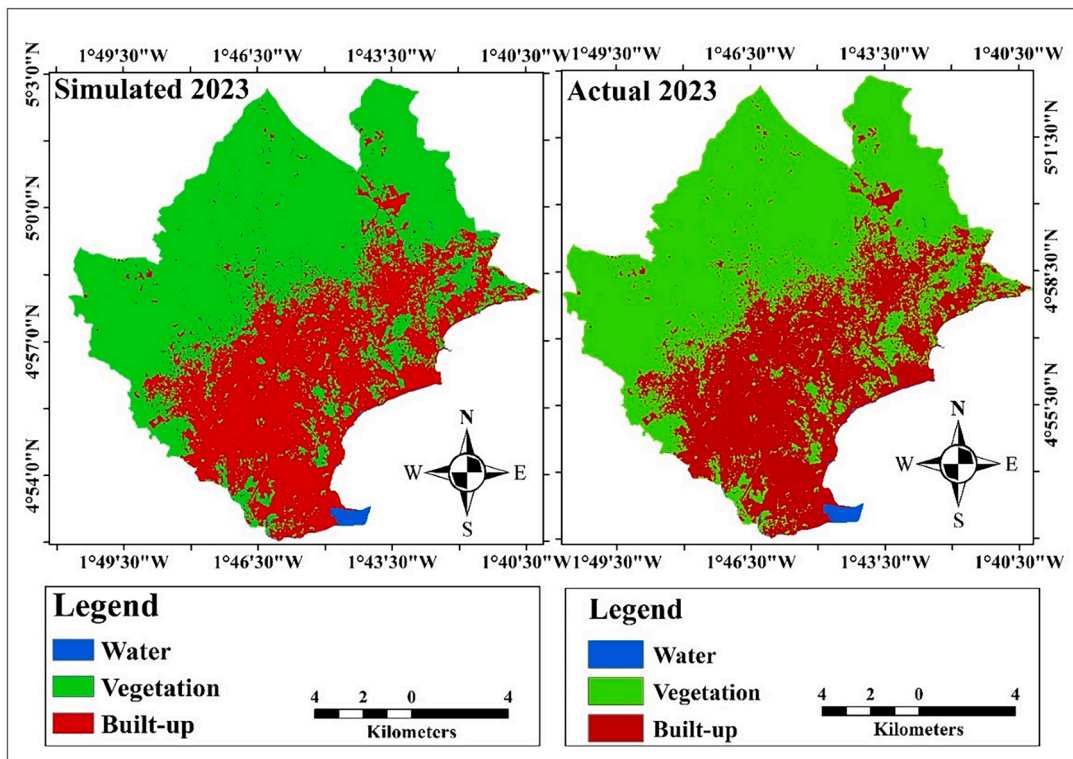 1°49'30"W 1°46'30"W 1°43'30"W 1°40'30"W
1°49'30"W 1°46'30"W 1°43'30"W 1°40'30"W
Simulated 2023
Actual 2023
5°3'0"N
5°0'0"N
4°57'0"N
4°54'0"N
5°1'30"N
4°58'30"N
4°55'30"N
N
W E
S
N
W E
S
1°49'30"W 1°46'30"W 1°43'30"W 1°40'30"W
1°49'30"W 1°46'30"W 1°43'30"W 1°40'30"W
Legend
Water
Vegetation
Built-up
4 2 0 4
Kilometers
Legend
Water
Vegetation
Built-up
4 2 0 4
Kilometers